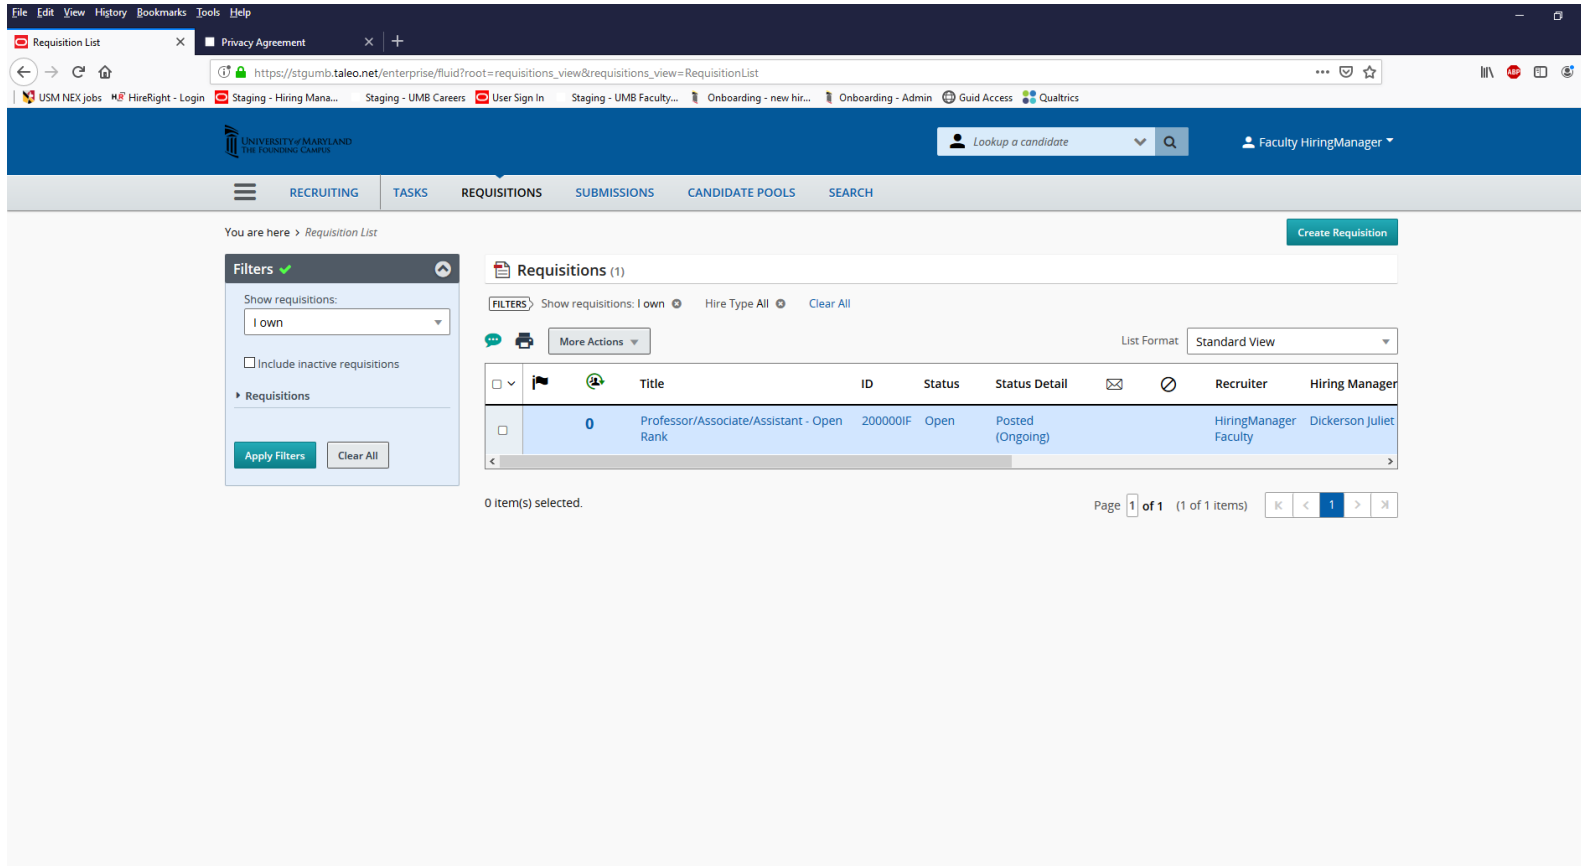 File Edit View History Bookmarks Tools Help
Requisition List
Privacy Agreement
https://stgumb.taleo.net/enterprise/fluid?root=requisitions_view&requisitions_view=RequisitionList
USM NEX jobs HireRight - Login Staging - Hiring Mana... Staging - UMB Careers User Sign In Staging - UMB Faculty... Onboarding - new hir... Onboarding - Admin Guid Access Qualtrics
UNIVERSITY of MARYLAND
THE FOUNDING CAMPUS
Lookup a candidate
Faculty HiringManager
RECRUITING TASKS REQUISITIONS SUBMISSIONS CANDIDATE POOLS SEARCH
You are here > Requisition List
Create Requisition
Filters
Show requisitions:
I own
Include inactive requisitions
Requisitions
Apply Filters Clear All
Requisitions (1)
FILTERS Show requisitions: I own Hire Type All Clear All
More Actions
List Format Standard View
Title ID Status Status Detail Recruiter Hiring Manager
0 Professor/Associate/Assistant - Open 200000IF Open Posted HiringManager Dickerson Juliet
Rank (Ongoing) Faculty
0 item(s) selected.
Page 1 of 1 (1 of 1 items) 1